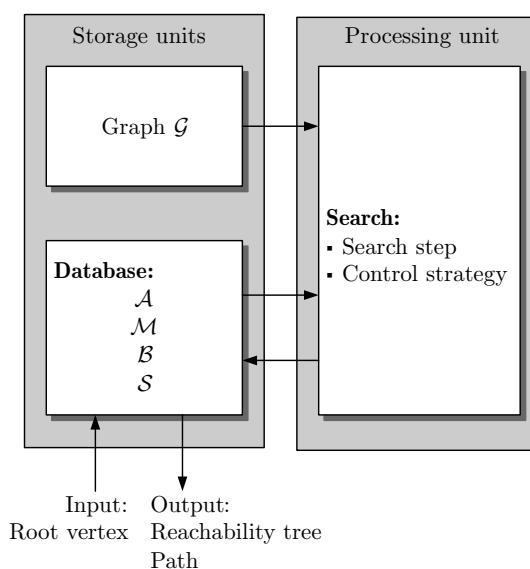 Storage units
Graph 𝒢
Database:
𝒜
ℳ
ℬ
𝒮
Processing unit
Search:
▪ Search step
▪ Control strategy
Input:
Root vertex
Output:
Reachability tree
Path